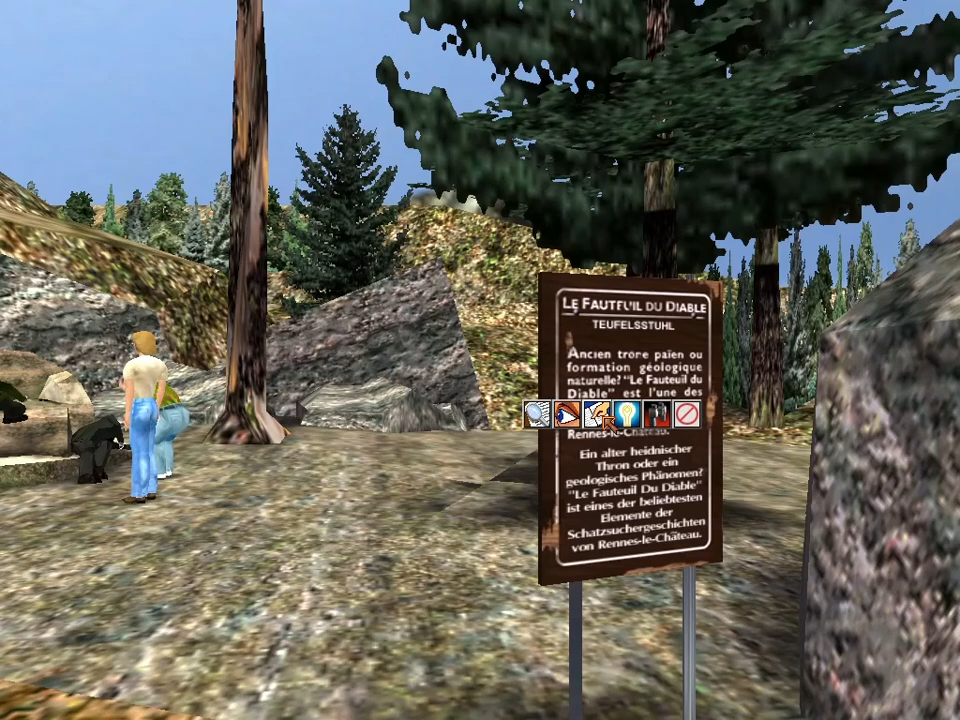 LE FAUTEUIL DU DIABLE
TEUFELSSTUHL
Ancien trône païen ou
formation géologique
naturelle? "Le Fauteuil du
Diable" est l'une des
Rennes-le-Château.
Ein alter heidnischer
Thron oder ein
geologisches Phänomen?
"Le Fauteuil Du Diable"
ist eines der beliebtesten
Elemente der
Schatzsuchergeschichten
von Rennes-le-Château.